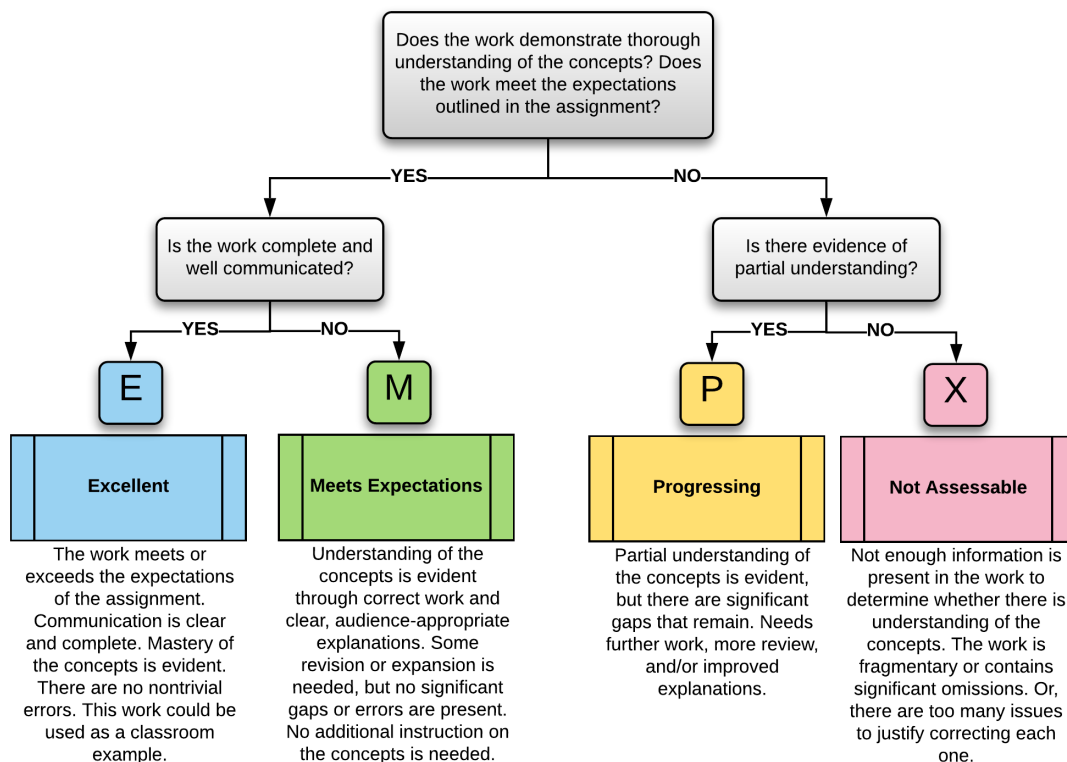 Does the work demonstrate thorough
understanding of the concepts? Does
the work meet the expectations
outlined in the assignment?
YES
NO
Is the work complete and
well communicated?
Is there evidence of
partial understanding?
YES
NO
YES
NO
E
M
P
X
Excellent
Meets Expectations
Progressing
Not Assessable
The work meets or
exceeds the expectations
of the assignment.
Communication is clear
and complete. Mastery of
the concepts is evident.
There are no nontrivial
errors. This work could be
used as a classroom
example.
Understanding of the
concepts is evident
through correct work and
clear, audience-appropriate
explanations. Some
revision or expansion is
needed, but no significant
gaps or errors are present.
No additional instruction on
the concepts is needed.
Partial understanding of
the concepts is evident,
but there are significant
gaps that remain. Needs
further work, more review,
and/or improved
explanations.
Not enough information is
present in the work to
determine whether there is
understanding of the
concepts. The work is
fragmentary or contains
significant omissions. Or,
there are too many issues
to justify correcting each
one.